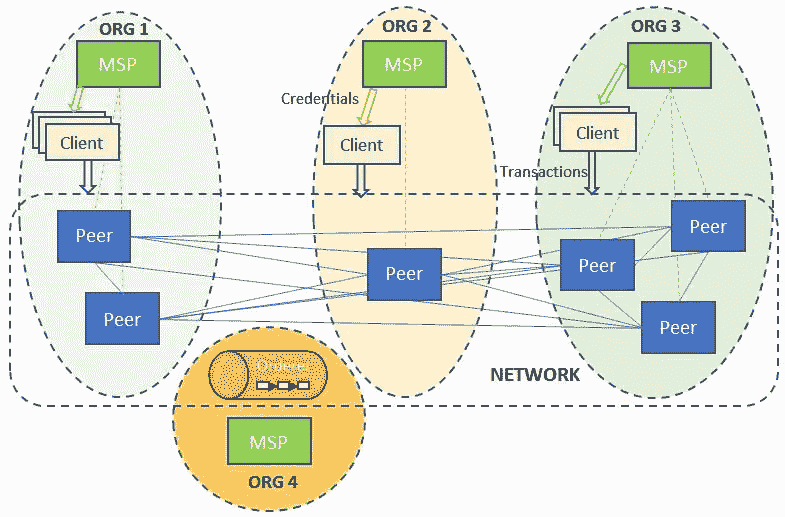 ORG 1
ORG 2
ORG 3
MSP
MSP
MSP
Credentials
Client
Client
Client
Transactions
Peer
Peer
Peer
Peer
Peer
Peer
NETWORK
MSP
ORG 4